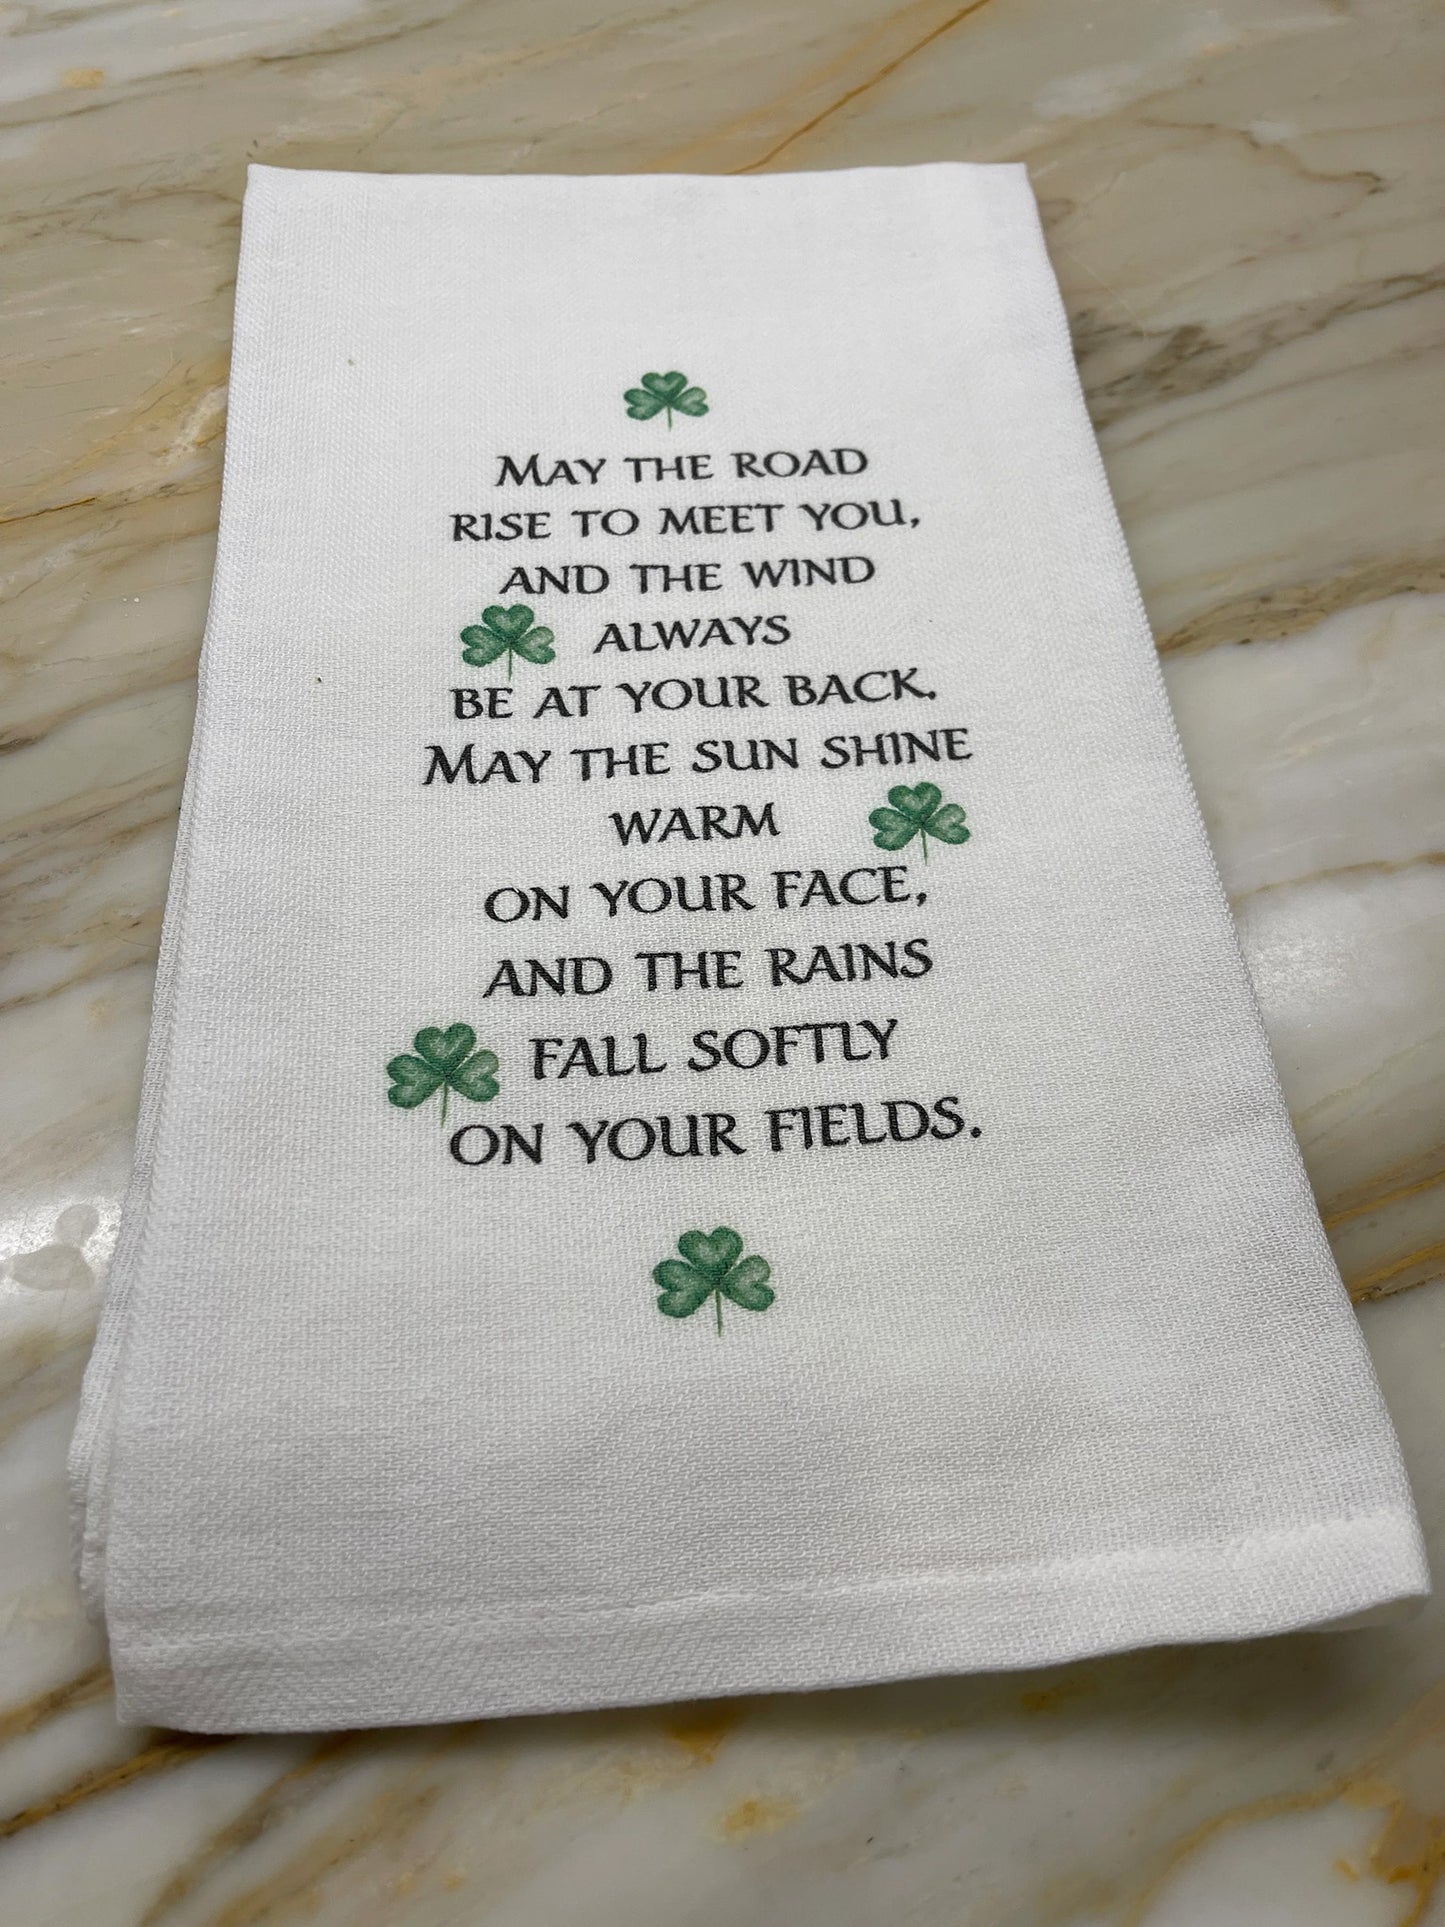 MAY THE ROAD
RISE TO MEET YOU,
AND THE WIND
ALWAYS
BE AT YOUR BACK.
MAY THE SUN SHINE
WARM
ON YOUR FACE,
AND THE RAINS
FALL SOFTLY
ON YOUR FIELDS.